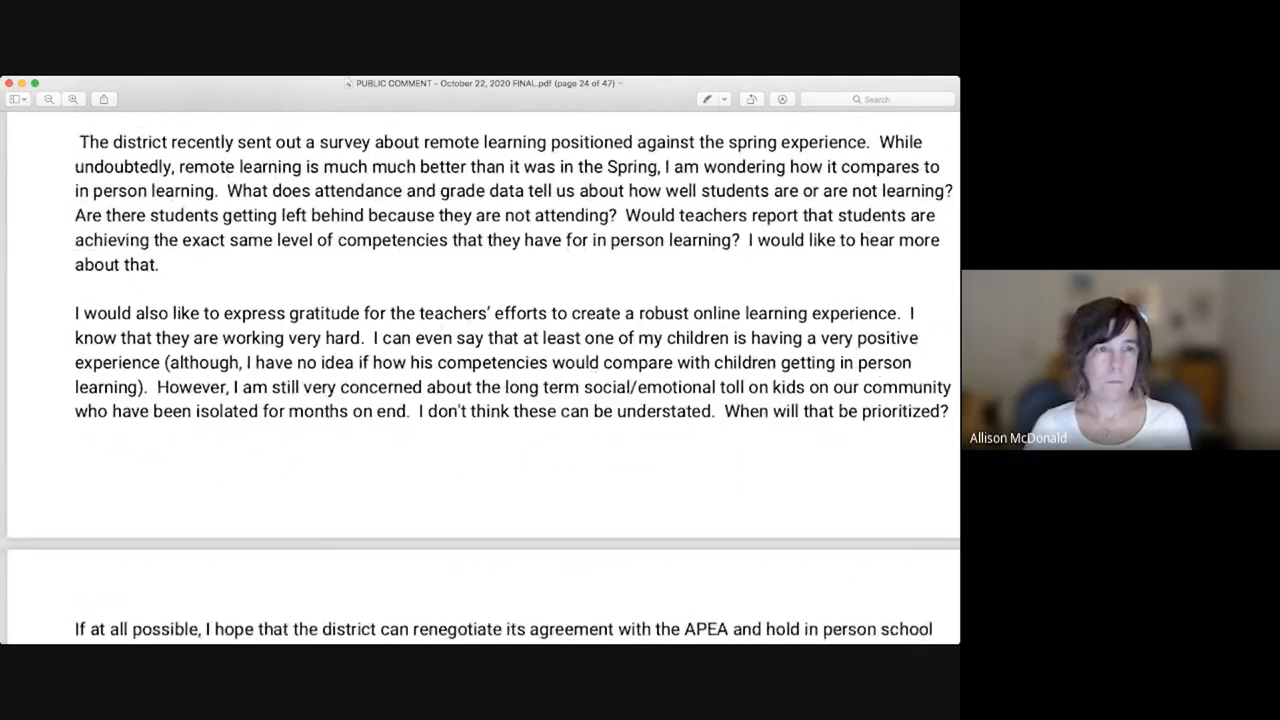 PUBLIC COMMENT - October 22, 2020 FINAL.pdf (page 24 of 47)
Search
The district recently sent out a survey about remote learning positioned against the spring experience.  While
undoubtedly, remote learning is much much better than it was in the Spring, I am wondering how it compares to
in person learning.  What does attendance and grade data tell us about how well students are or are not learning?
Are there students getting left behind because they are not attending?  Would teachers report that students are
achieving the exact same level of competencies that they have for in person learning?  I would like to hear more
about that.
I would also like to express gratitude for the teachers' efforts to create a robust online learning experience.  I
know that they are working very hard.  I can even say that at least one of my children is having a very positive
experience (although, I have no idea if how his competencies would compare with children getting in person
learning).  However, I am still very concerned about the long term social/emotional toll on kids on our community
who have been isolated for months on end.  I don't think these can be understated.  When will that be prioritized?
If at all possible, I hope that the district can renegotiate its agreement with the APEA and hold in person school
Allison McDonald